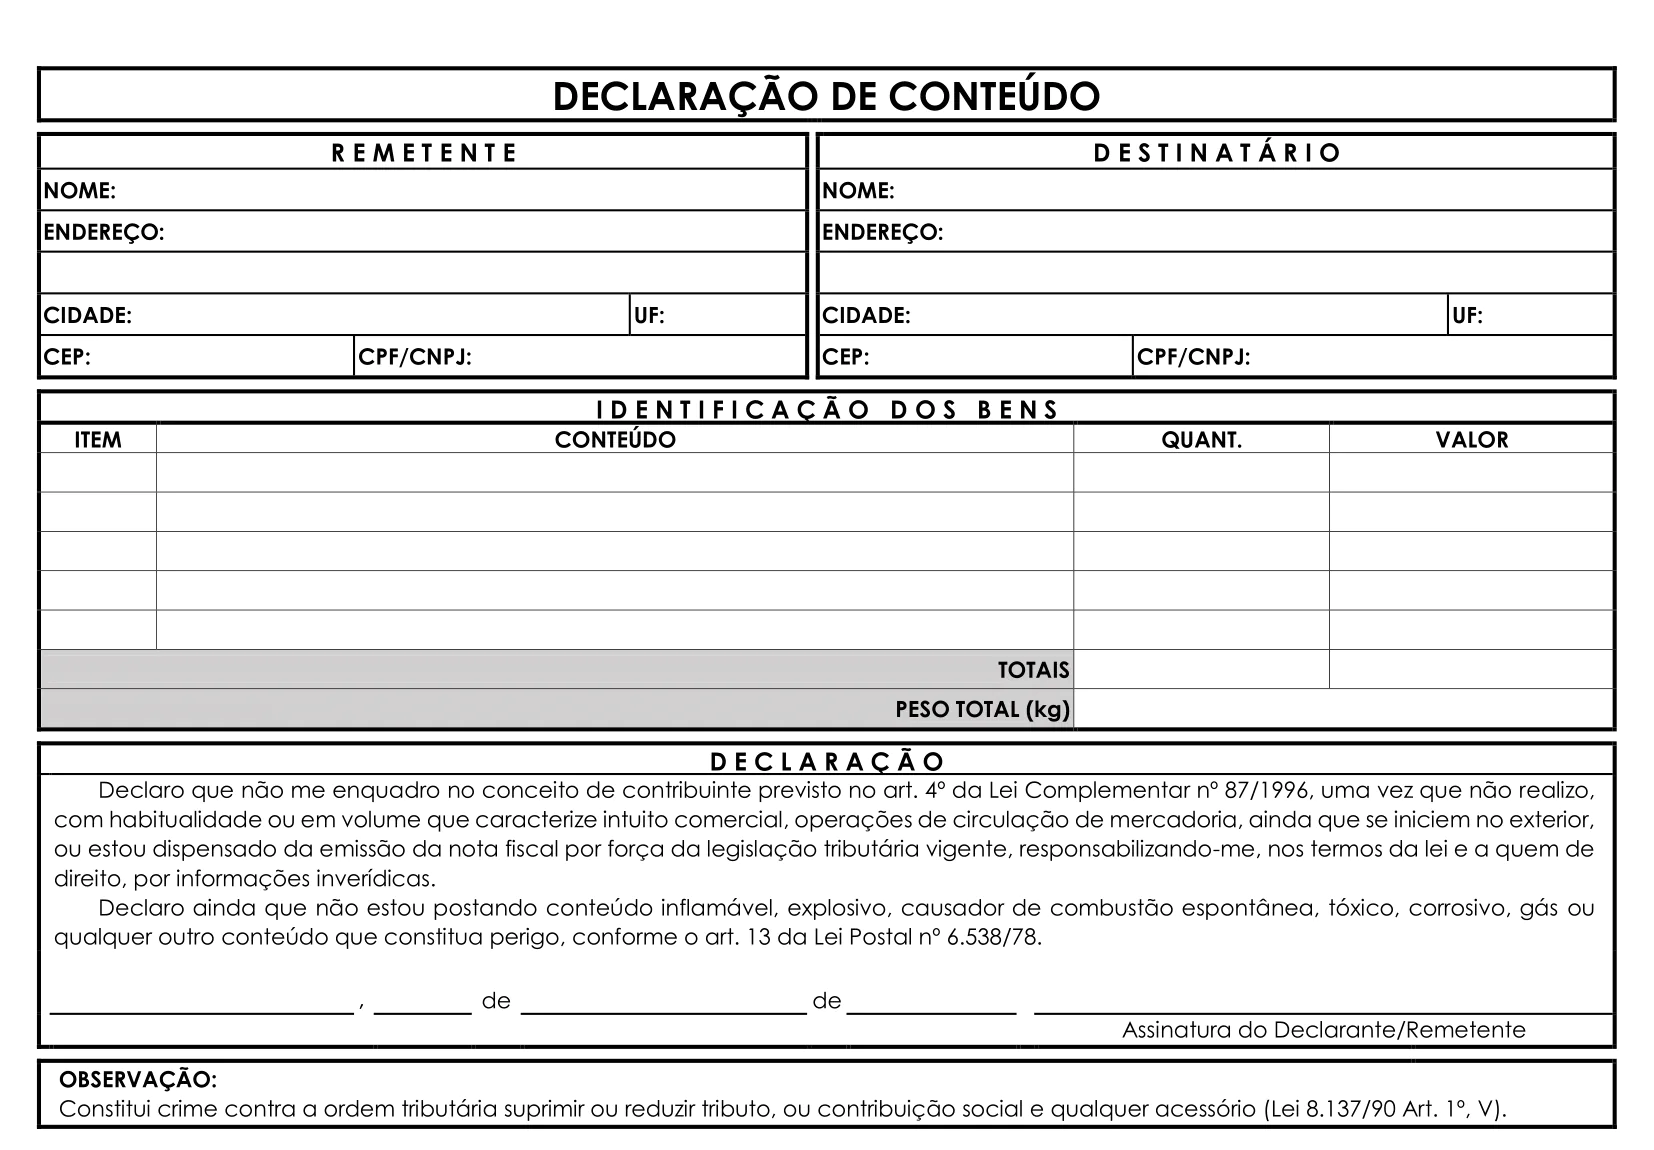 DECLARAÇÃO DE CONTEÚDO
REMETENTE
NOME:
ENDEREÇO:
CIDADE: UF:
CEP: CPF/CNPJ:
DESTINATÁRIO
NOME:
ENDEREÇO:
CIDADE: UF:
CEP: CPF/CNPJ:
IDENTIFICAÇÃO DOS BENS
ITEM CONTEÚDO QUANT. VALOR
TOTAIS
PESO TOTAL (kg)
DECLARAÇÃO
Declaro que não me enquadro no conceito de contribuinte previsto no art. 4º da Lei Complementar nº 87/1996, uma vez que não realizo,
com habitualidade ou em volume que caracterize intuito comercial, operações de circulação de mercadoria, ainda que se iniciem no exterior,
ou estou dispensado da emissão da nota fiscal por força da legislação tributária vigente, responsabilizando-me, nos termos da lei e a quem de
direito, por informações inverídicas.
Declaro ainda que não estou postando conteúdo inflamável, explosivo, causador de combustão espontânea, tóxico, corrosivo, gás ou
qualquer outro conteúdo que constitua perigo, conforme o art. 13 da Lei Postal nº 6.538/78.
, de de
Assinatura do Declarante/Remetente
OBSERVAÇÃO:
Constitui crime contra a ordem tributária suprimir ou reduzir tributo, ou contribuição social e qualquer acessório (Lei 8.137/90 Art. 1º, V).